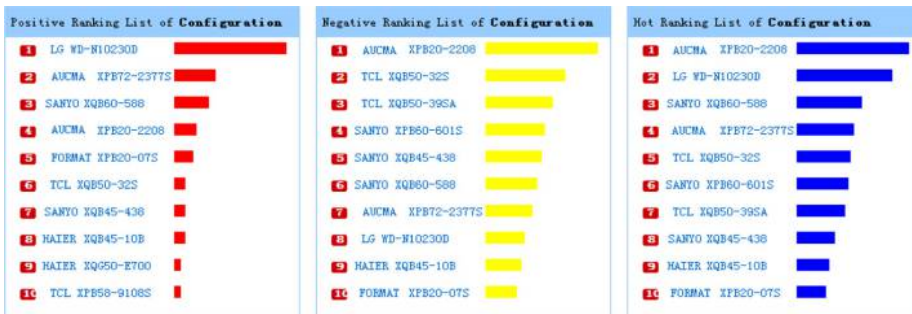 Positive Ranking List of Configuration
1 LG WD-N10230D
2 AUCMA XPB72-2377S
3 SANYO XQB60-588
4 AUCMA XPB20-2208
5 FORMAT XPB20-07S
6 TCL XQB50-32S
7 SANYO XQB45-438
8 HAIER XQB45-10B
9 HAIER XQG50-E700
10 TCL XPB58-9108S
Negative Ranking List of Configuration
1 AUCMA XPB20-2208
2 TCL XQB50-32S
3 TCL XQB50-39SA
4 SANYO XPB60-601S
5 SANYO XQB45-438
6 SANYO XQB60-588
7 AUCMA XPB72-2377S
8 LG WD-N10230D
9 HAIER XQB45-10B
10 FORMAT XPB20-07S
Hot Ranking List of Configuration
1 AUCMA XPB20-2208
2 LG WD-N10230D
3 SANYO XQB60-588
4 AUCMA XPB72-2377S
5 TCL XQB50-32S
6 SANYO XPB60-601S
7 TCL XQB50-39SA
8 SANYO XQB45-438
9 HAIER XQB45-10B
10 FORMAT XPB20-07S